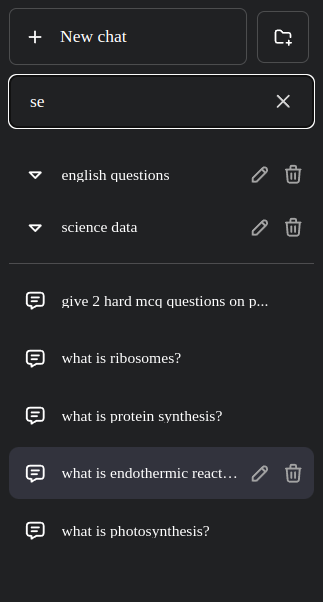 New chat
se
english questions
science data
give 2 hard mcq questions on p...
what is ribosomes?
what is protein synthesis?
what is endothermic react...
what is photosynthesis?